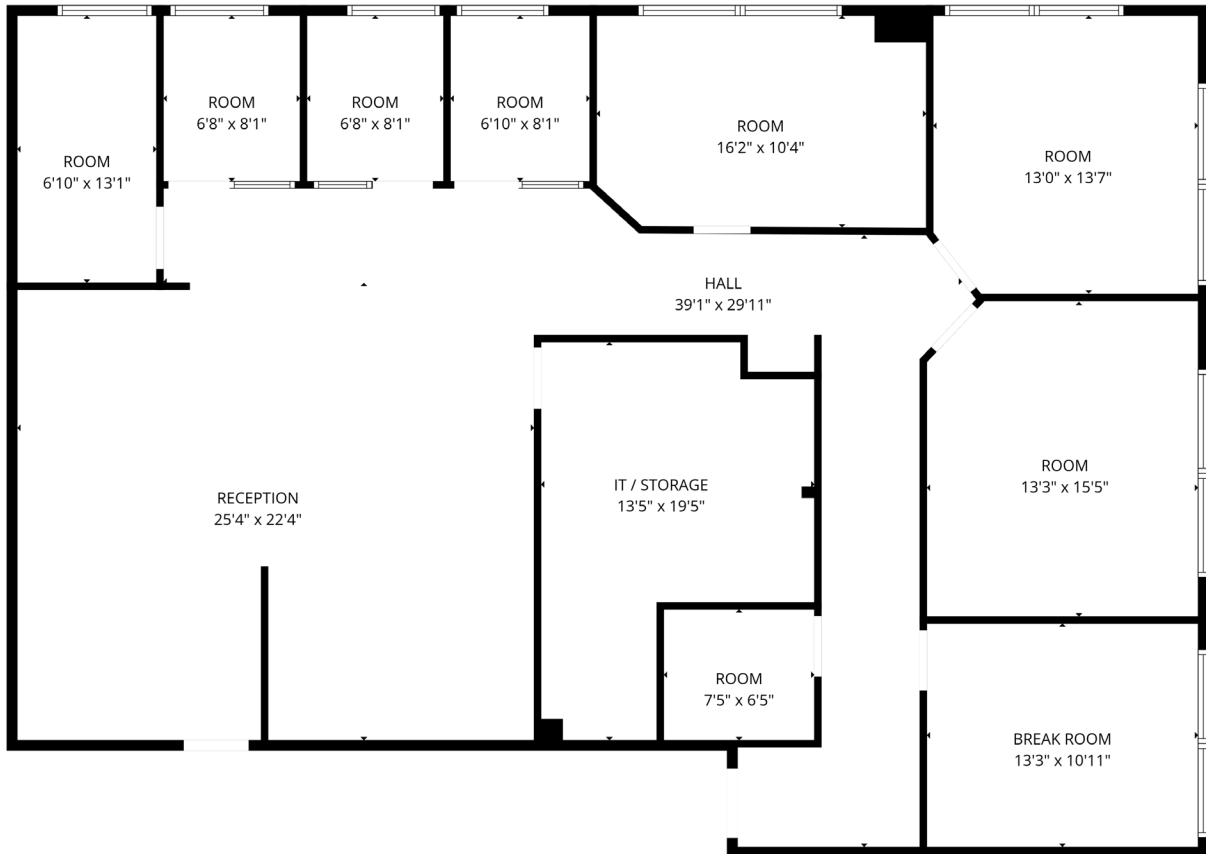 ROOM
6'10" x 13'1"
ROOM
6'8" x 8'1"
ROOM
6'8" x 8'1"
ROOM
6'10" x 8'1"
ROOM
16'2" x 10'4"
ROOM
13'0" x 13'7"
HALL
39'1" x 29'11"
RECEPTION
25'4" x 22'4"
IT / STORAGE
13'5" x 19'5"
ROOM
13'3" x 15'5"
ROOM
7'5" x 6'5"
BREAK ROOM
13'3" x 10'11"